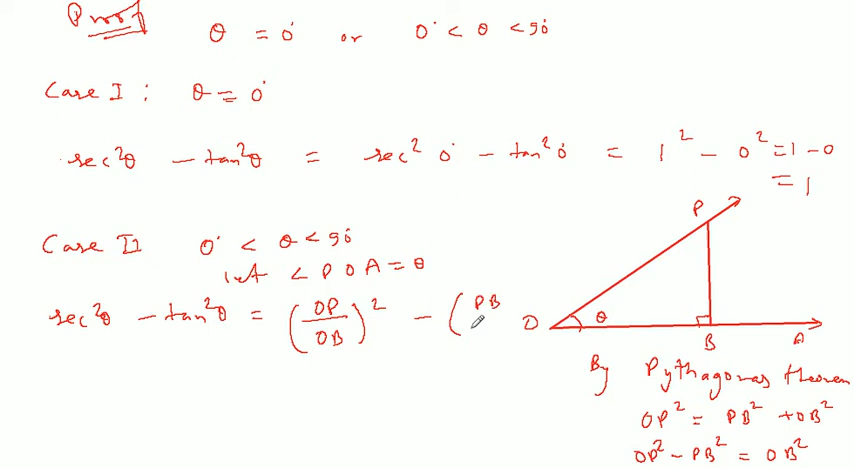 Proof
θ = 0° or 0° < θ < 90°
Case I : θ = 0°
sec²θ - tan²θ = sec² 0° - tan² 0° = 1² - 0² = 1 - 0
= 1
Case II 0° < θ < 90°
let < P O A = θ
sec²θ - tan²θ = (OP/OB)² - (PB
P
O θ B A
By Pythagoras theorem
OP² = PB² + OB²
OP² - PB² = OB²